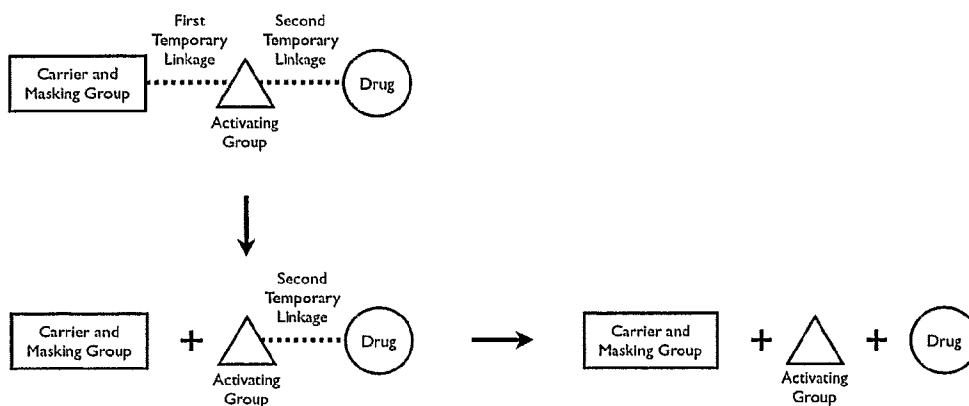 First
Temporary
Linkage
Second
Temporary
Linkage
Carrier and
Masking Group
Drug
Activating
Group
Second
Temporary
Linkage
Carrier and
Masking Group
+
Drug
Activating
Group
Carrier and
Masking Group
+
+
Drug
Activating
Group